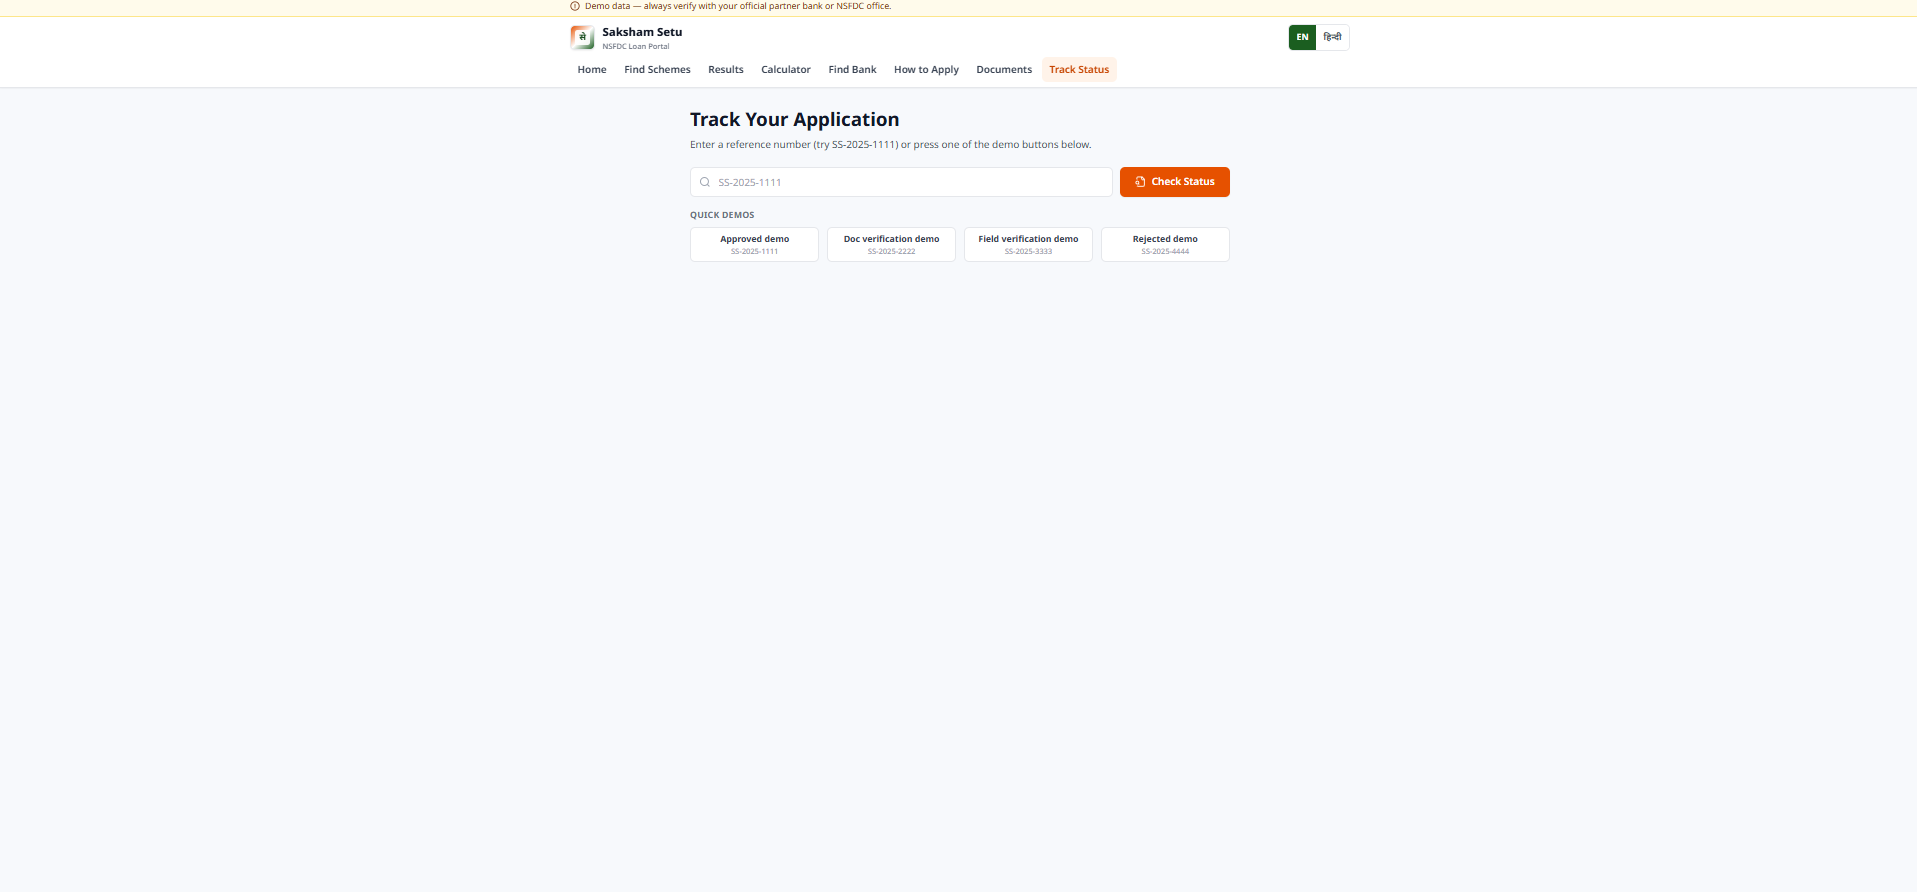 Demo data — always verify with your official partner bank or NSFDC office.
से
Saksham Setu
NSFDC Loan Portal
EN हिन्दी
Home Find Schemes Results Calculator Find Bank How to Apply Documents Track Status
Track Your Application
Enter a reference number (try SS-2025-1111) or press one of the demo buttons below.
SS-2025-1111
Check Status
QUICK DEMOS
Approved demo
SS-2025-1111
Doc verification demo
SS-2025-2222
Field verification demo
SS-2025-3333
Rejected demo
SS-2025-4444